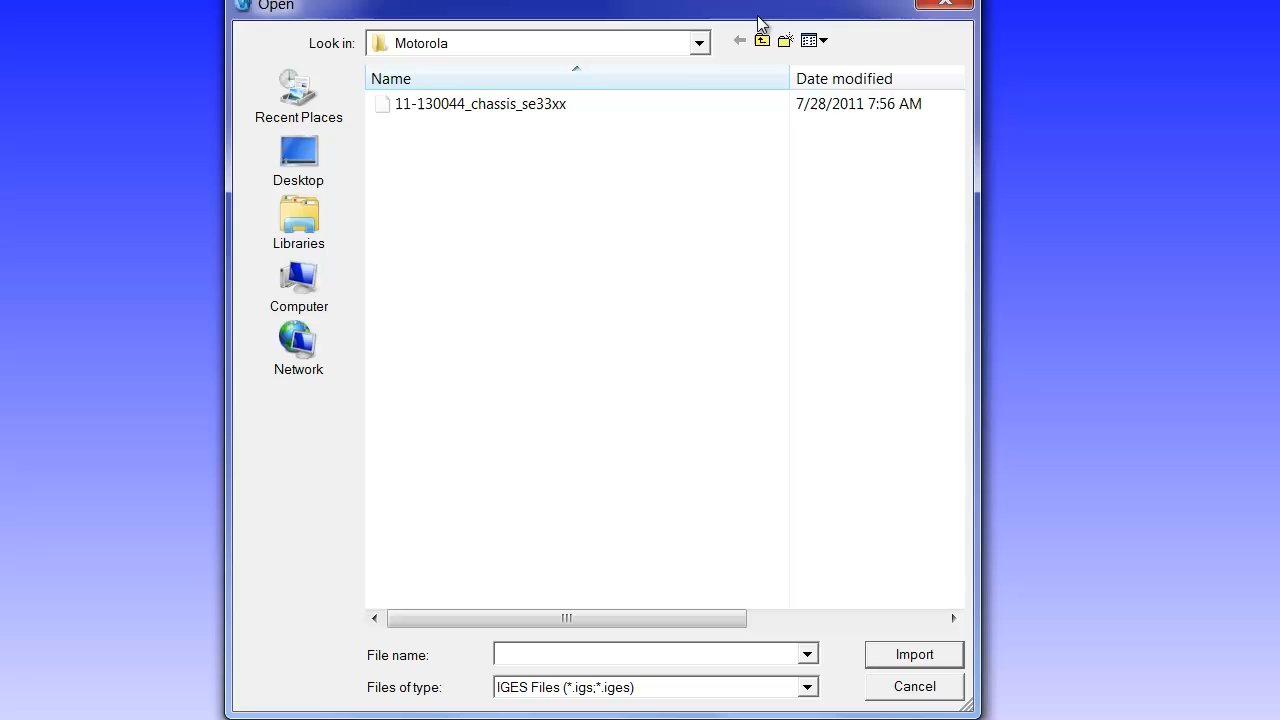 Open
Look in: Motorola
Name Date modified
11-130044_chassis_se33xx 7/28/2011 7:56 AM
Recent Places
Desktop
Libraries
Computer
Network
File name: Import
Files of type: IGES Files (*.igs;*.iges) Cancel